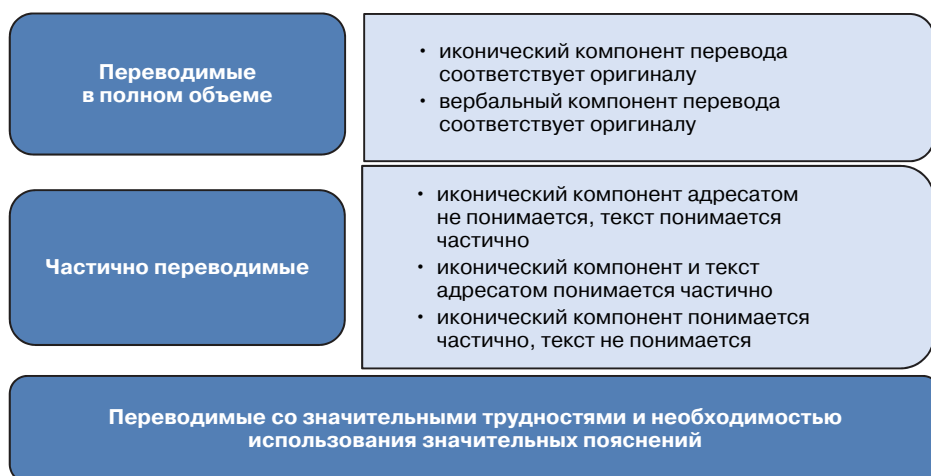 Переводимые
в полном объеме
• иконический компонент перевода
соответствует оригиналу
• вербальный компонент перевода
соответствует оригиналу
Частично переводимые
• иконический компонент адресатом
не понимается, текст понимается
частично
• иконический компонент и текст
адресатом понимается частично
• иконический компонент понимается
частично, текст не понимается
Переводимые со значительными трудностями и необходимостью
использования значительных пояснений